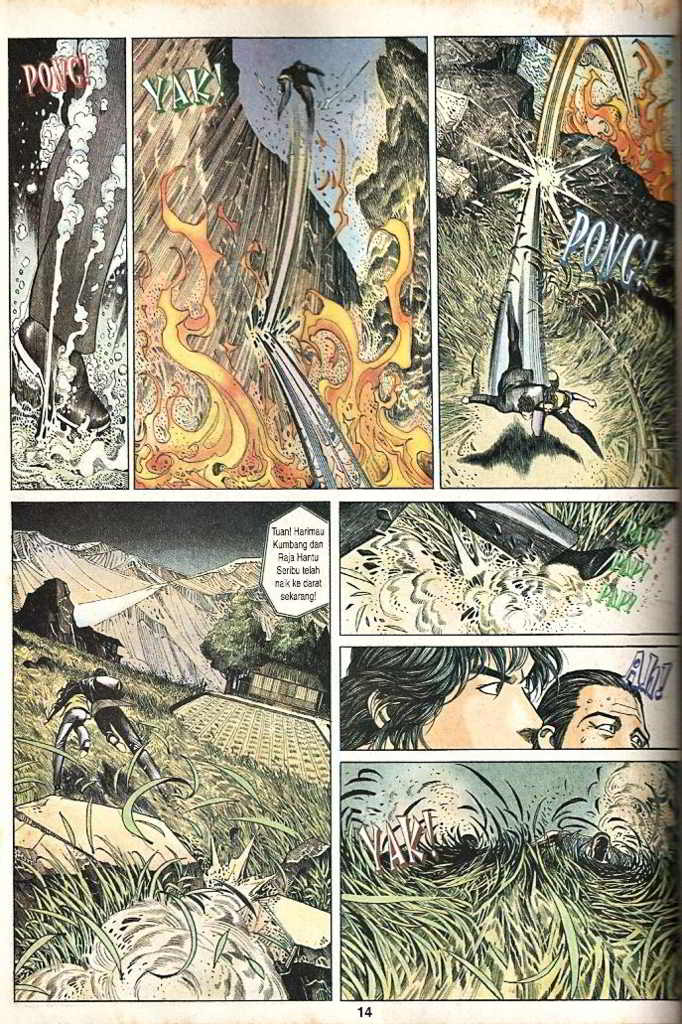 PONG!
YAK!
PONG!
Tuan! Harimau
Kumbang dan
Raja Hantu
Seribu telah
naik ke darat
sekarang!
PAP!
PAP!
PAP!
AH!
YAK!
14